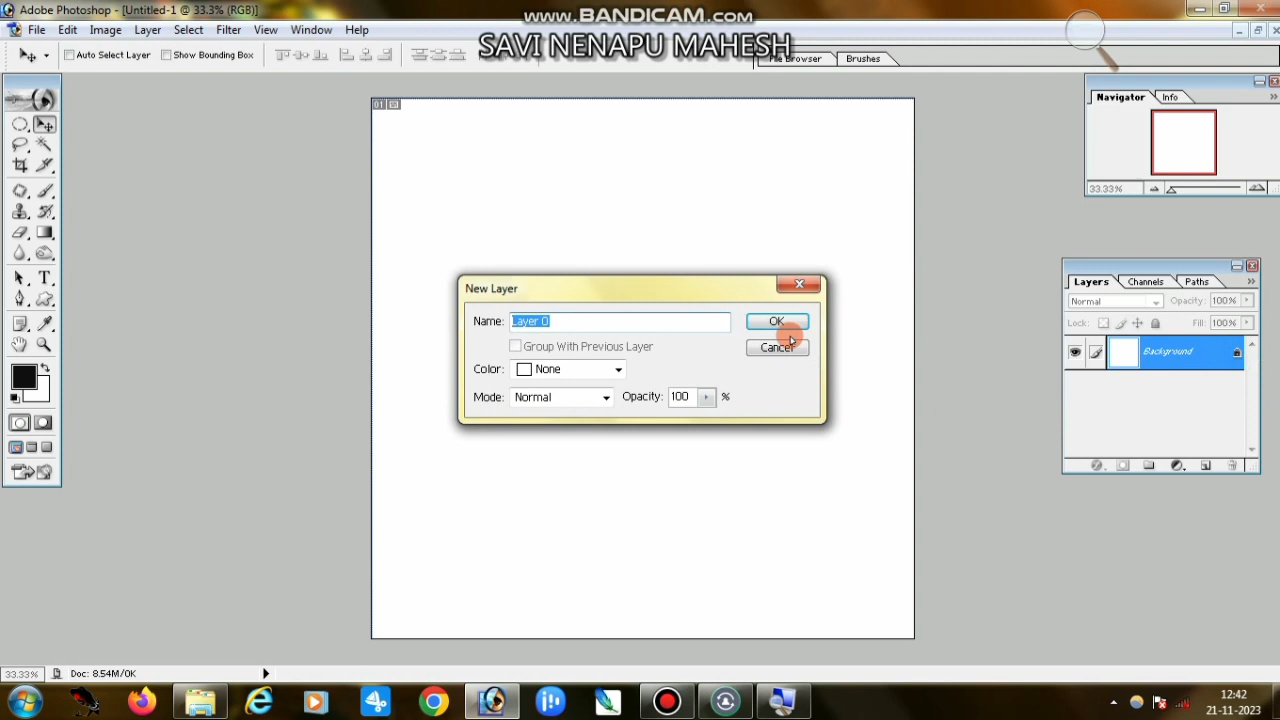 Adobe Photoshop - [Untitled-1 @ 33.3% (RGB)]
www.BANDICAM.com
File Edit Image Layer Select Filter View Window Help
SAVI NENAPU MAHESH
Auto Select Layer Show Bounding Box
File Browser Brushes
01
Navigator Info
33.33%
New Layer
Name: Layer 0 OK
Group With Previous Layer Cancel
Color: None
Mode: Normal Opacity: 100 %
Layers Channels Paths
Normal Opacity: 100%
Lock: Fill: 100%
Background
33.33% Doc: 8.54M/0K
12:42
21-11-2023